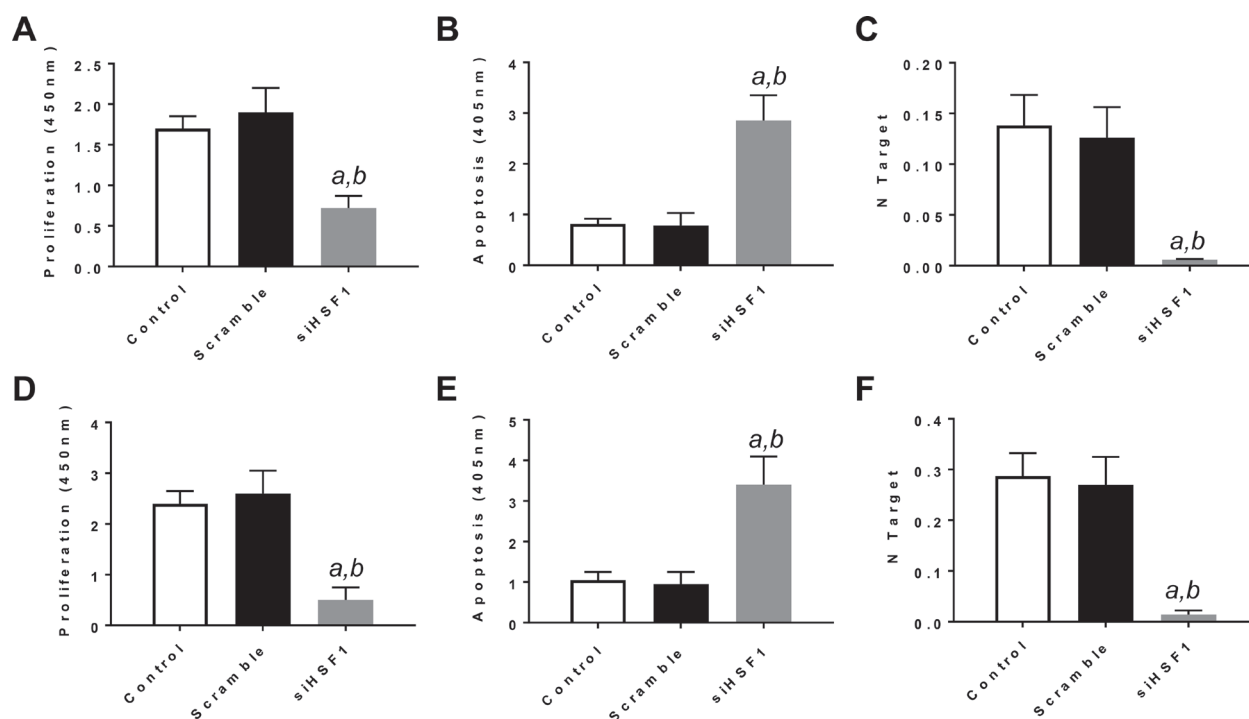 A
Proliferation (450nm)
2.5
2.0
1.5
1.0
0.5
0.0
a,b
Control
Scramble
siHSF1
B
Apoptosis (405nm)
4
3
2
1
0
a,b
Control
Scramble
siHSF1
C
N Target
0.20
0.15
0.10
0.05
0.00
a,b
Control
Scramble
siHSF1
D
Proliferation (450nm)
4
3
2
1
0
a,b
Control
Scramble
siHSF1
E
Apoptosis (405nm)
5
4
3
2
1
0
a,b
Control
Scramble
siHSF1
F
N Target
0.4
0.3
0.2
0.1
0.0
a,b
Control
Scramble
siHSF1